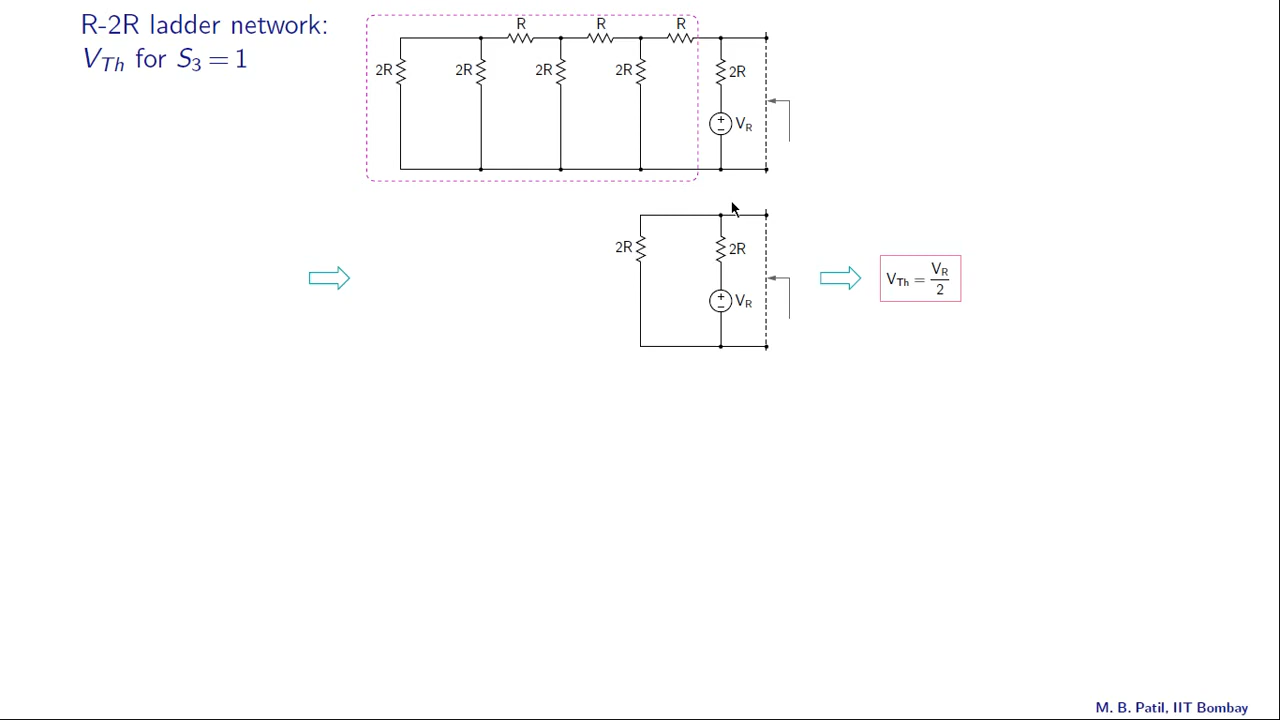 R-2R ladder network:
V_Th for S_3 = 1
R R R
2R 2R 2R 2R 2R
+
− V_R
2R 2R
+
− V_R
V_Th = V_R / 2
M. B. Patil, IIT Bombay